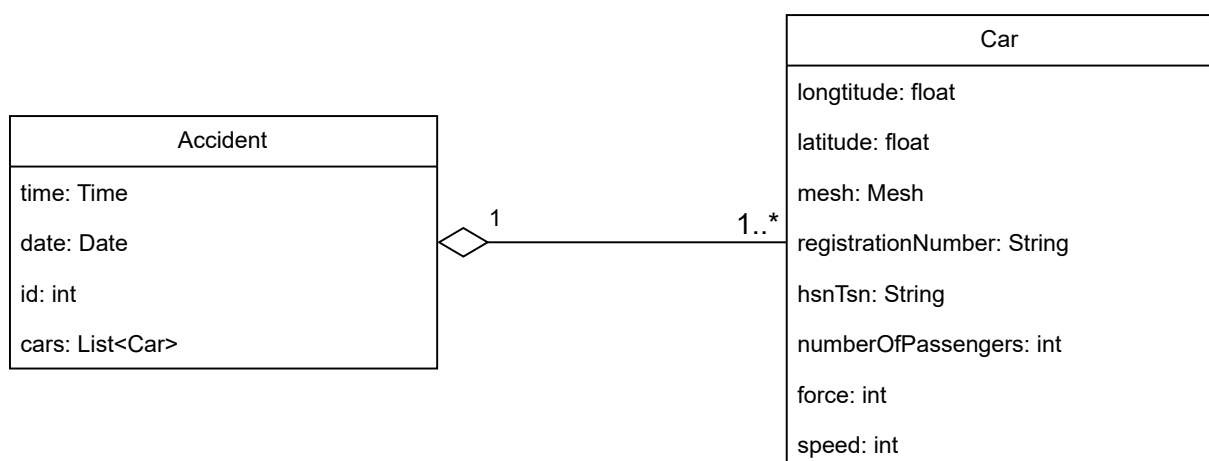 Accident
time: Time
date: Date
id: int
cars: List<Car>
1
1..*
Car
longtitude: float
latitude: float
mesh: Mesh
registrationNumber: String
hsnTsn: String
numberOfPassengers: int
force: int
speed: int